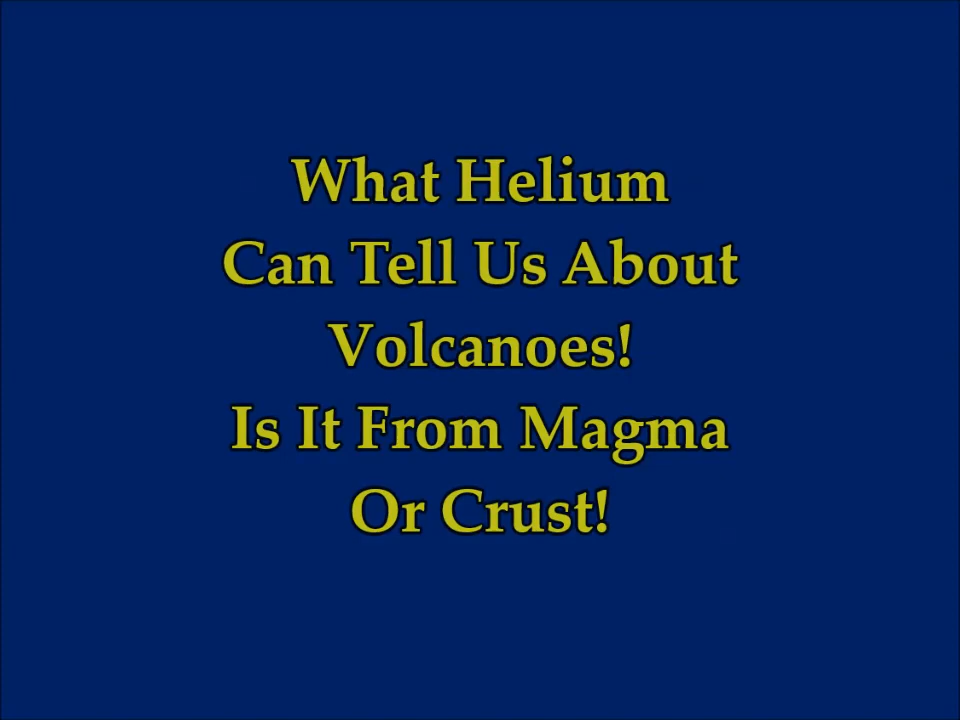 What Helium
Can Tell Us About
Volcanoes!
Is It From Magma
Or Crust!